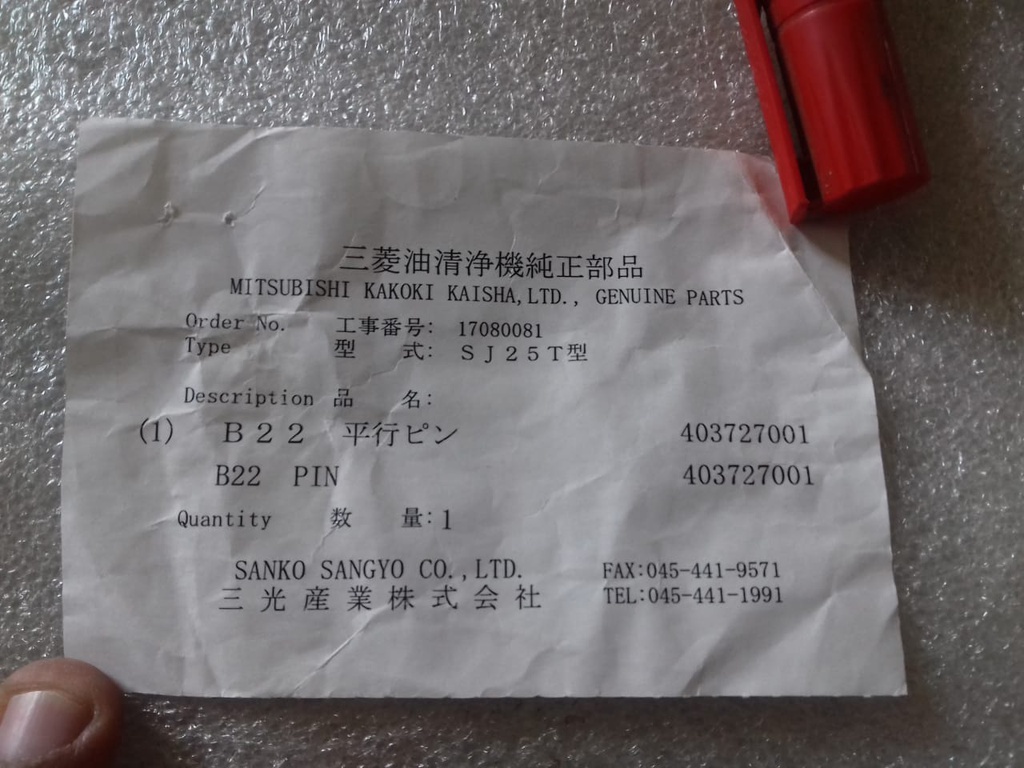 三菱油清浄機純正部品
MITSUBISHI KAKOKI KAISHA,LTD., GENUINE PARTS
Order No. 工事番号: 17080081
Type 型 式: ＳＪ２５Ｔ型
Description 品 名:
(1) Ｂ２２ 平行ピン 403727001
B22 PIN 403727001
Quantity 数 量:1
SANKO SANGYO CO.,LTD. FAX:045-441-9571
三光産業株式会社 TEL:045-441-1991